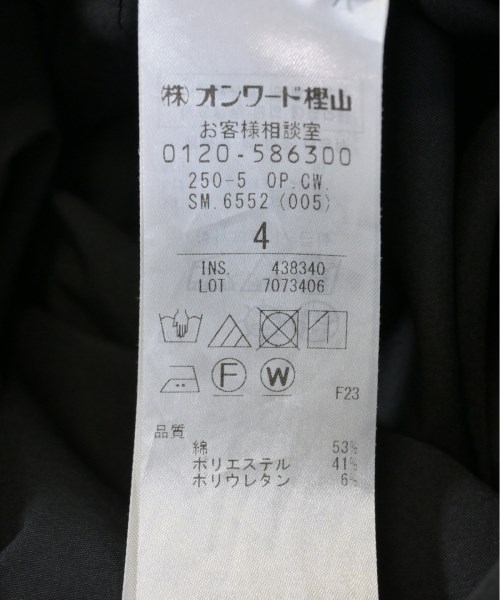 (株)オンワード樫山
お客様相談室
0120-586300
250-5 OP.CW.
SM.6552(005)
4
INS. 438340
LOT 7073406
F W
F23
品質
綿 53%
ポリエステル 41%
ポリウレタン 6%